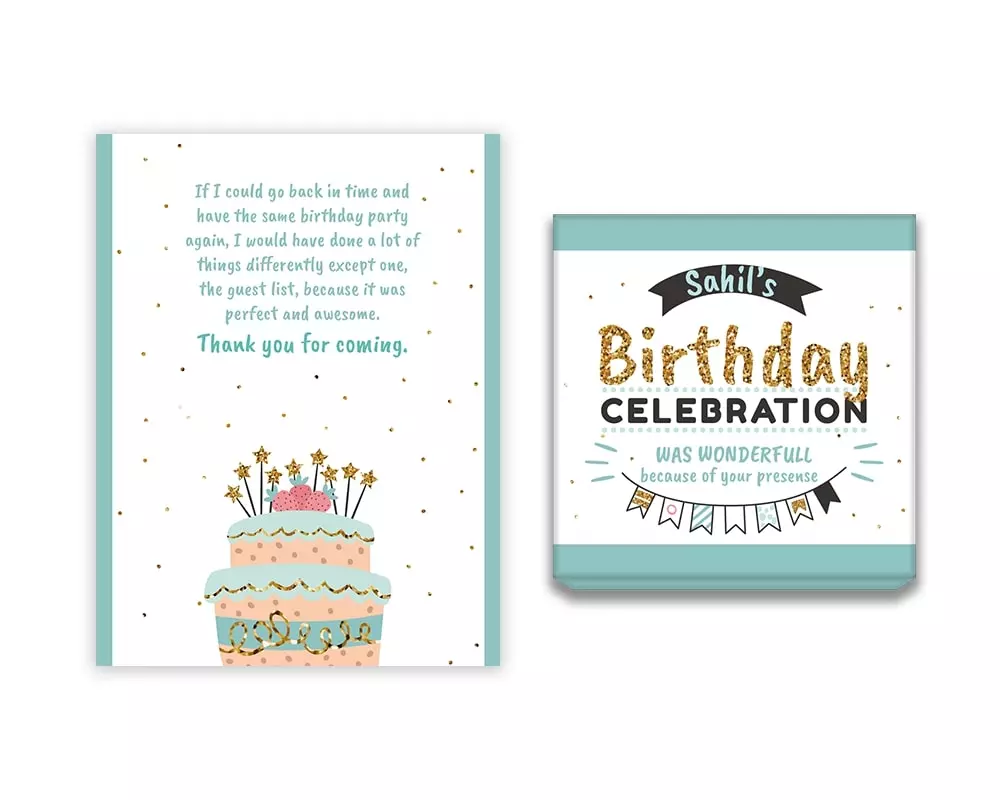 If I could go back in time and
have the same birthday party
again, I would have done a lot of
things differently except one,
the guest list, because it was
perfect and awesome.
Thank you for coming.
Sahil's
Birthday
CELEBRATION
WAS WONDERFULL
because of your presense